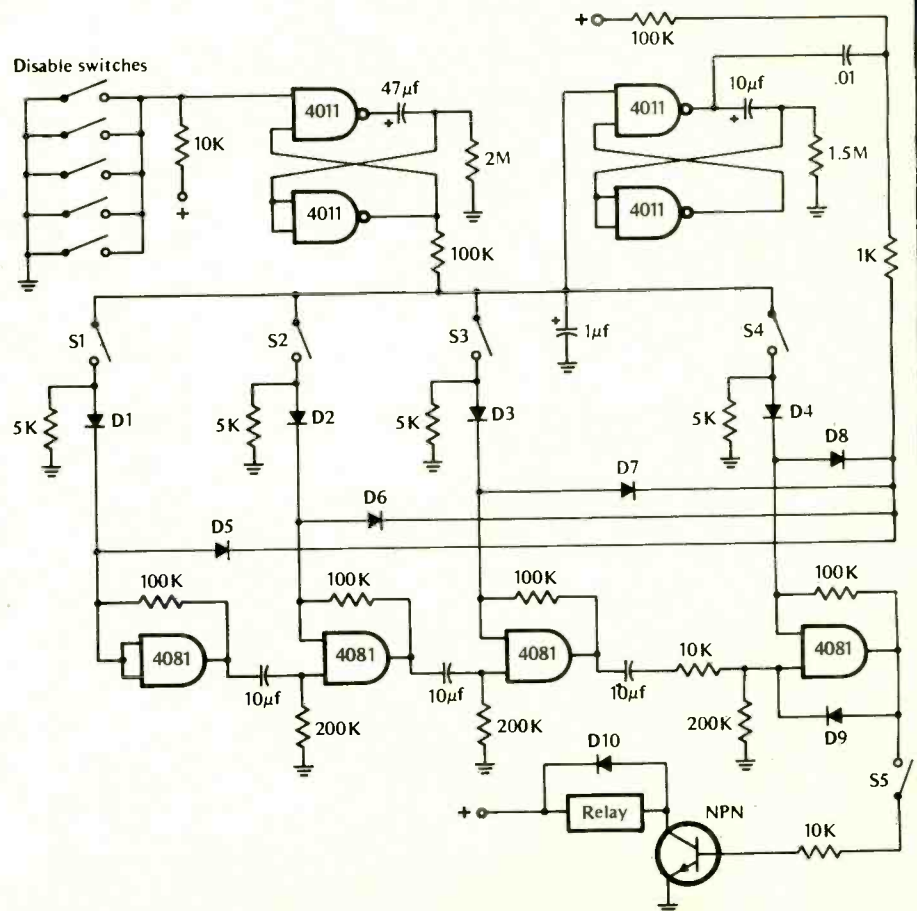 +
100K
.01
Disable switches
47µf
4011
+
10K
+
2M
4011
100K
10µf
4011
+
1.5M
4011
1K
+
1µf
S1
S2
S3
S4
5K
D1
5K
D2
5K
D3
5K
D4
D8
D7
D6
D5
100K
100K
100K
100K
4081
4081
4081
4081
10µf
10µf
10µf
10K
200K
200K
200K
D9
D10
S5
+
Relay
NPN
10K